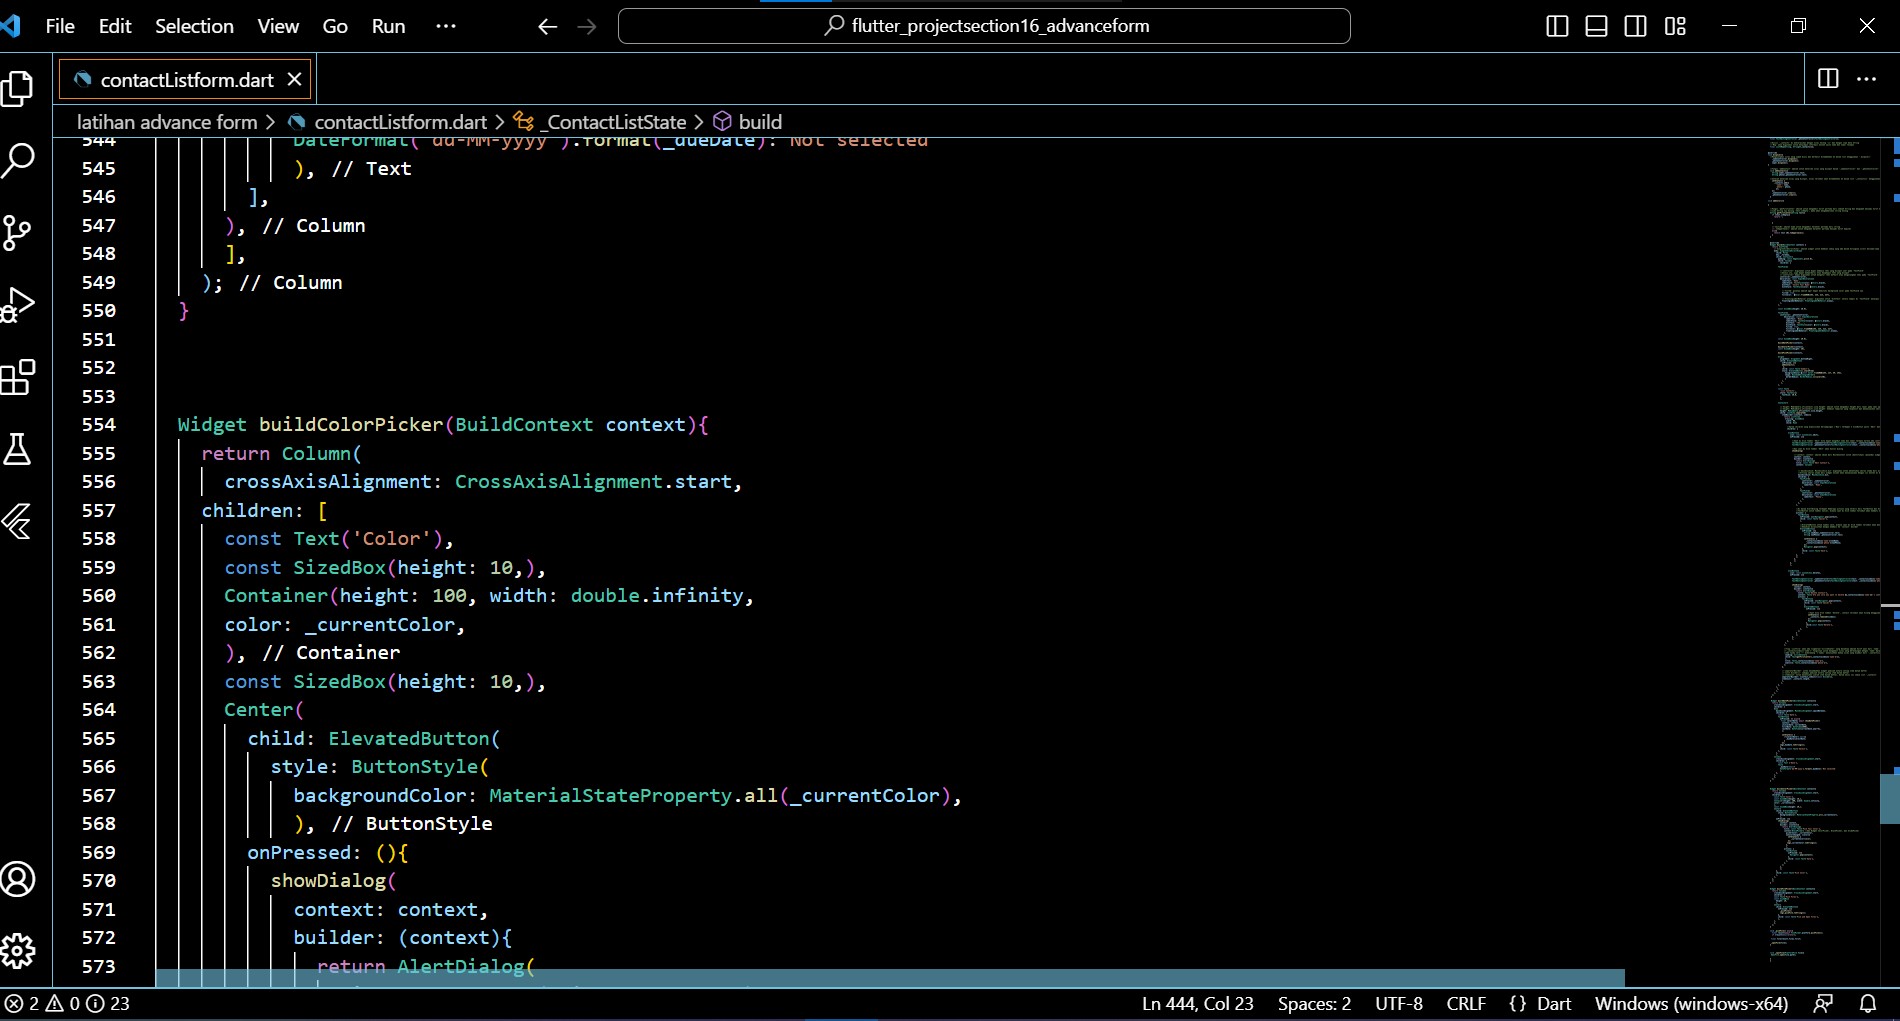 File Edit Selection View Go Run ···
flutter_projectsection16_advanceform
contactListform.dart
latihan advance form > contactListform.dart > _ContactListState > build
544 DateFormat('dd-MM-yyyy').format(_dueDate): Not selected
545 ), // Text
546 ],
547 ), // Column
548 ],
549 ); // Column
550 }
551
552
553
554 Widget buildColorPicker(BuildContext context){
555 return Column(
556 crossAxisAlignment: CrossAxisAlignment.start,
557 children: [
558 const Text('Color'),
559 const SizedBox(height: 10,),
560 Container(height: 100, width: double.infinity,
561 color: _currentColor,
562 ), // Container
563 const SizedBox(height: 10,),
564 Center(
565 child: ElevatedButton(
566 style: ButtonStyle(
567 backgroundColor: MaterialStateProperty.all(_currentColor),
568 ), // ButtonStyle
569 onPressed: (){
570 showDialog(
571 context: context,
572 builder: (context){
573 return AlertDialog(
2 0 23 Ln 444, Col 23 Spaces: 2 UTF-8 CRLF {} Dart Windows (windows-x64)